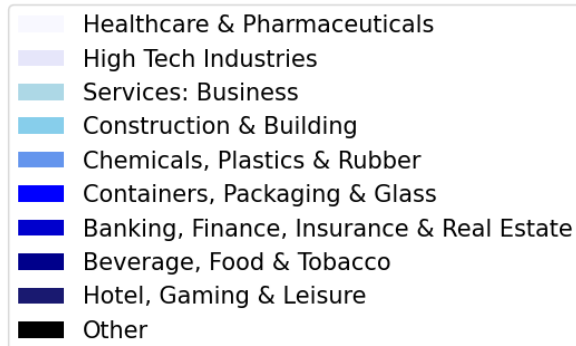 Healthcare & Pharmaceuticals
High Tech Industries
Services: Business
Construction & Building
Chemicals, Plastics & Rubber
Containers, Packaging & Glass
Banking, Finance, Insurance & Real Estate
Beverage, Food & Tobacco
Hotel, Gaming & Leisure
Other